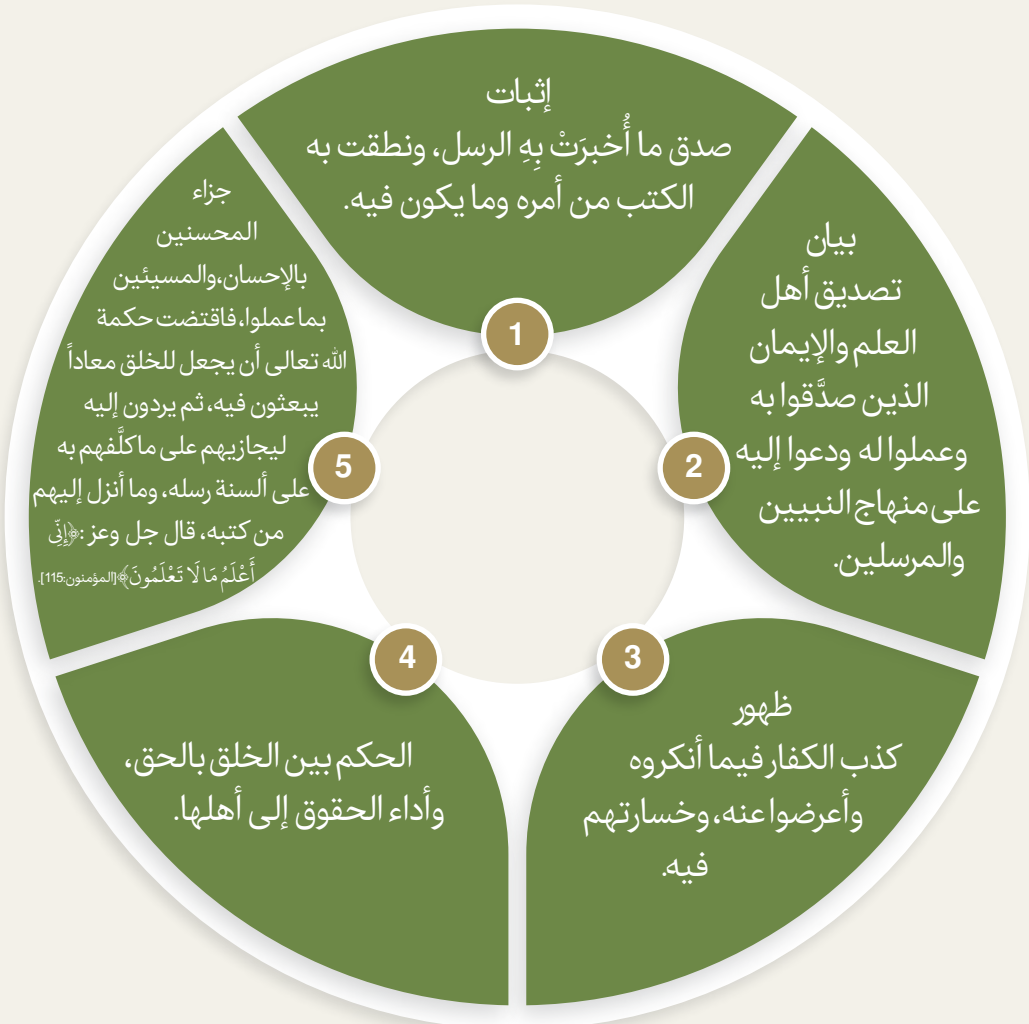 إثبات
صدق ما أُخبرَتْ بِهِ الرسل، ونطقت به
الكتب من أمره وما يكون فيه.
1
بيان
تصديق أهل
العلم والإيمان
الذين صدَّقوا به
وعملوا له ودعوا إليه
على منهاج النبيين
والمرسلين.
2
ظهور
كذب الكفار فيما أنكروه
وأعرضوا عنه، وخسارتهم
فيه.
3
الحكم بين الخلق بالحق،
وأداء الحقوق إلى أهلها.
4
جزاء
المحسنين
بالإحسان،والمسيئين
بما عملوا،فاقتضت حكمة
الله تعالى أن يجعل للخلق معاداً
يبعثون فيه، ثم يردون إليه
ليجازيهم على ما كلَّفهم به
على ألسنة رسله، وما أنزل إليهم
من كتبه، قال جل وعز :﴿إِنِّي
أَعْلَمُ مَا لَا تَعْلَمُونَ﴾[المؤمنون:115].
5